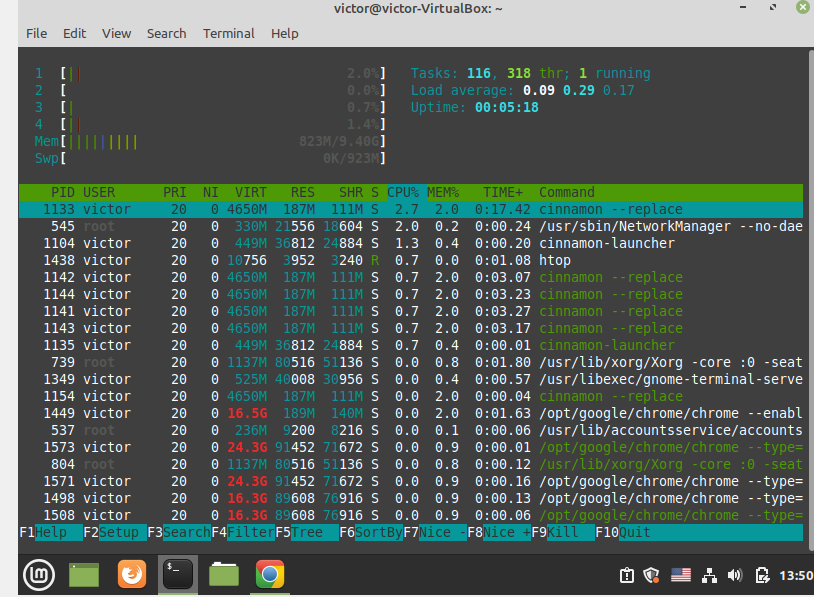 victor@victor-VirtualBox: ~
File Edit View Search Terminal Help
1 [|| 2.0%] Tasks: 116, 318 thr; 1 running
2 [ 0.0%] Load average: 0.09 0.29 0.17
3 [| 0.7%] Uptime: 00:05:18
4 [|| 1.4%]
Mem[||||||||| 823M/9.40G]
Swp[ 0K/923M]
PID USER PRI NI VIRT RES SHR S CPU% MEM% TIME+ Command
1133 victor 20 0 4650M 187M 111M S 2.7 2.0 0:17.42 cinnamon --replace
545 root 20 0 330M 21556 18604 S 2.0 0.2 0:00.24 /usr/sbin/NetworkManager --no-dae
1104 victor 20 0 449M 36812 24884 S 1.3 0.4 0:00.20 cinnamon-launcher
1438 victor 20 0 10756 3952 3240 R 0.7 0.0 0:01.08 htop
1142 victor 20 0 4650M 187M 111M S 0.7 2.0 0:03.07 cinnamon --replace
1144 victor 20 0 4650M 187M 111M S 0.7 2.0 0:03.23 cinnamon --replace
1141 victor 20 0 4650M 187M 111M S 0.7 2.0 0:03.27 cinnamon --replace
1143 victor 20 0 4650M 187M 111M S 0.7 2.0 0:03.17 cinnamon --replace
1135 victor 20 0 449M 36812 24884 S 0.7 0.4 0:00.01 cinnamon-launcher
739 root 20 0 1137M 80516 51136 S 0.0 0.8 0:01.80 /usr/lib/xorg/Xorg -core :0 -seat
1349 victor 20 0 525M 40008 30956 S 0.0 0.4 0:00.57 /usr/libexec/gnome-terminal-serve
1154 victor 20 0 4650M 187M 111M S 0.0 2.0 0:00.04 cinnamon --replace
1449 victor 20 0 16.5G 189M 140M S 0.0 2.0 0:01.63 /opt/google/chrome/chrome --enabl
537 root 20 0 236M 9200 8216 S 0.0 0.1 0:00.06 /usr/lib/accountsservice/accounts
1573 victor 20 0 24.3G 91452 71672 S 0.0 0.9 0:00.01 /opt/google/chrome/chrome --type=
804 root 20 0 1137M 80516 51136 S 0.0 0.8 0:00.12 /usr/lib/xorg/Xorg -core :0 -seat
1571 victor 20 0 24.3G 91452 71672 S 0.0 0.9 0:00.16 /opt/google/chrome/chrome --type=
1498 victor 20 0 16.3G 89608 76916 S 0.0 0.9 0:00.13 /opt/google/chrome/chrome --type=
1508 victor 20 0 16.3G 89608 76916 S 0.0 0.9 0:00.06 /opt/google/chrome/chrome --type=
F1Help F2Setup F3SearchF4FilterF5Tree F6SortByF7Nice -F8Nice +F9Kill F10Quit
13:50